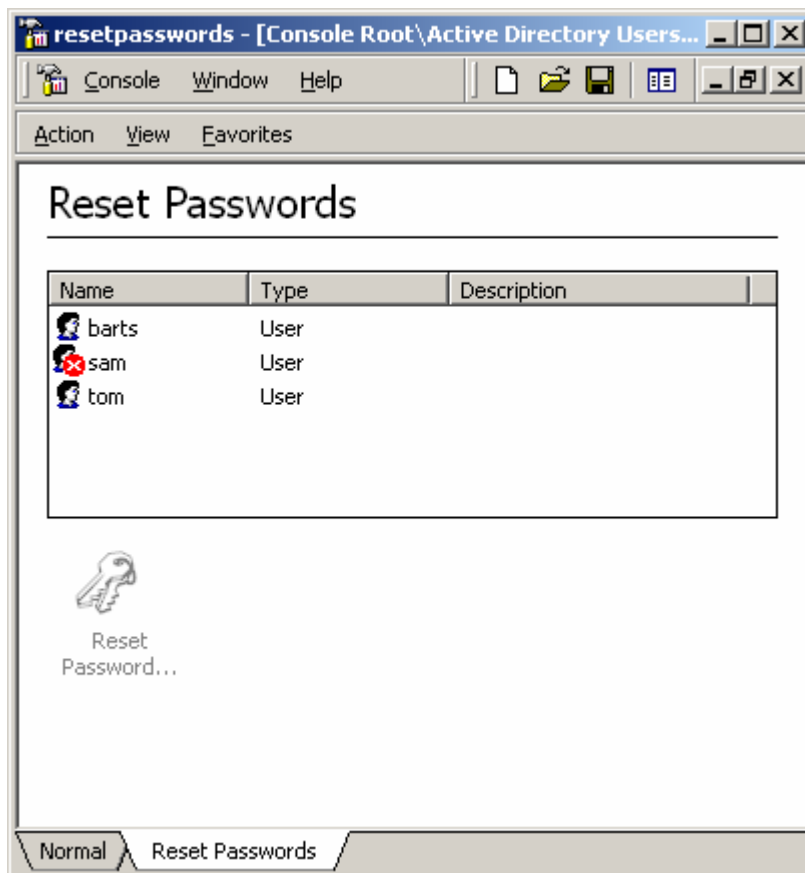 resetpasswords - [Console Root\Active Directory Users...
Console Window Help
Action View Favorites
Reset Passwords
Name Type Description
barts User
sam User
tom User
Reset
Password...
Normal Reset Passwords